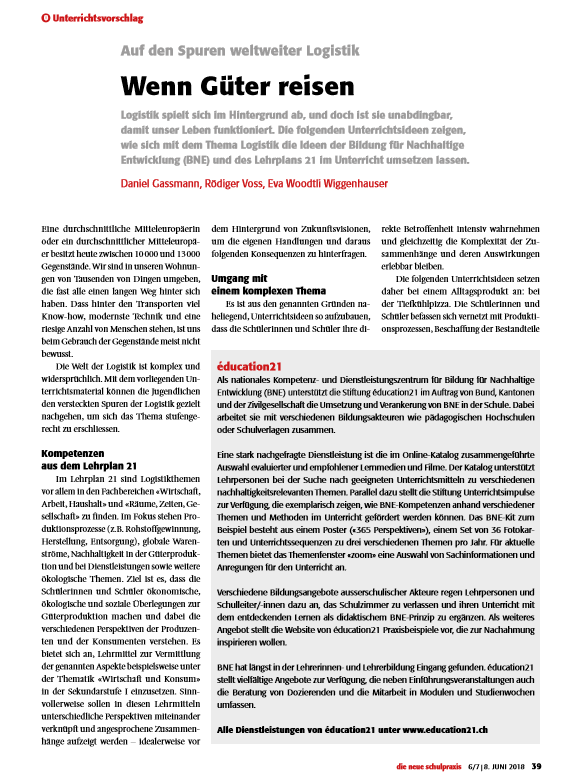 Unterrichtsvorschlag
Auf den Spuren weltweiter Logistik
Wenn Güter reisen
Logistik spielt sich im Hintergrund ab, und doch ist sie unabdingbar,
damit unser Leben funktioniert. Die folgenden Unterrichtsideen zeigen,
wie sich mit dem Thema Logistik die Ideen der Bildung für Nachhaltige
Entwicklung (BNE) und des Lehrplans 21 im Unterricht umsetzen lassen.
Daniel Gassmann, Rödiger Voss, Eva Woodtli Wiggenhauser
Eine durchschnittliche Mitteleuropäerin
oder ein durchschnittlicher Mitteleuropä-
er besitzt heute zwischen 10 000 und 13 000
Gegenstände. Wir sind in unseren Wohnun-
gen von Tausenden von Dingen umgeben,
die fast alle einen langen Weg hinter sich
haben. Dass hinter den Transporten viel
Know-how, modernste Technik und eine
riesige Anzahl von Menschen stehen, ist uns
beim Gebrauch der Gegenstände meist nicht
bewusst.
Die Welt der Logistik ist komplex und
widersprüchlich. Mit dem vorliegenden Un-
terrichtsmaterial können die Jugendlichen
den versteckten Spuren der Logistik gezielt
nachgehen, um sich das Thema stufenge-
recht zu erschliessen.
Kompetenzen
aus dem Lehrplan 21
Im Lehrplan 21 sind Logistikthemen
vor allem in den Fachbereichen «Wirtschaft,
Arbeit, Haushalt» und «Räume, Zeiten, Ge-
sellschaft» zu finden. Im Fokus stehen Pro-
duktionsprozesse (z.B. Rohstoffgewinnung,
Herstellung, Entsorgung), globale Waren-
ströme, Nachhaltigkeit in der Güterproduk-
tion und bei Dienstleistungen sowie weitere
ökologische Themen. Ziel ist es, dass die
Schülerinnen und Schüler ökonomische,
ökologische und soziale Überlegungen zur
Güterproduktion machen und dabei die
verschiedenen Perspektiven der Produzen-
ten und der Konsumenten verstehen. Es
bietet sich an, Lehrmittel zur Vermittlung
der genannten Aspekte beispielsweise unter
der Thematik «Wirtschaft und Konsum»
in der Sekundarstufe I einzusetzen. Sinn-
vollerweise sollen in diesen Lehrmitteln
unterschiedliche Perspektiven miteinander
verknüpft und angesprochene Zusammen-
hänge aufzeigt werden – idealerweise vor
dem Hintergrund von Zukunftsvisionen,
um die eigenen Handlungen und daraus
folgenden Konsequenzen zu hinterfragen.
Umgang mit
einem komplexen Thema
Es ist aus den genannten Gründen na-
heliegend, Unterrichtsideen so aufzubauen,
dass die Schülerinnen und Schüler ihre di-
rekte Betroffenheit intensiv wahrnehmen
und gleichzeitig die Komplexität der Zu-
sammenhänge und deren Auswirkungen
erlebbar bleiben.
Die folgenden Unterrichtsideen setzen
daher bei einem Alltagsprodukt an: bei
der Tiefkühlpizza. Die Schülerinnen und
Schüler befassen sich vernetzt mit Produkti-
onsprozessen, Beschaffung der Bestandteile
éducation21
Als nationales Kompetenz- und Dienstleistungszentrum für Bildung für Nachhaltige
Entwicklung (BNE) unterstützt die Stiftung éducation21 im Auftrag von Bund, Kantonen
und der Zivilgesellschaft die Umsetzung und Verankerung von BNE in der Schule. Dabei
arbeitet sie mit verschiedenen Bildungsakteuren wie pädagogischen Hochschulen
oder Schulverlagen zusammen.
Eine stark nachgefragte Dienstleistung ist die im Online-Katalog zusammengeführte
Auswahl evaluierter und empfohlener Lernmedien und Filme. Der Katalog unterstützt
Lehrpersonen bei der Suche nach geeigneten Unterrichtsmitteln zu verschiedenen
nachhaltigkeitsrelevanten Themen. Parallel dazu stellt die Stiftung Unterrichtsimpulse
zur Verfügung, die exemplarisch zeigen, wie BNE-Kompetenzen anhand verschiedener
Themen und Methoden im Unterricht gefördert werden können. Das BNE-Kit zum
Beispiel besteht aus einem Poster («365 Perspektiven»), einem Set von 36 Fotokar-
ten und Unterrichtssequenzen zu drei verschiedenen Themen pro Jahr. Für aktuelle
Themen bietet das Themenfenster «zoom» eine Auswahl von Sachinformationen und
Anregungen für den Unterricht an.
Verschiedene Bildungsangebote ausserschulischer Akteure regen Lehrpersonen und
Schulleiter/-innen dazu an, das Schulzimmer zu verlassen und ihren Unterricht mit
dem entdeckenden Lernen als didaktischem BNE-Prinzip zu ergänzen. Als weiteres
Angebot stellt die Website von éducation21 Praxisbeispiele vor, die zur Nachahmung
inspirieren wollen.
BNE hat längst in der Lehrerinnen- und Lehrerbildung Eingang gefunden. éducation21
stellt vielfältige Angebote zur Verfügung, die neben Einführungsveranstaltungen auch
die Beratung von Dozierenden und die Mitarbeit in Modulen und Studienwochen
umfassen.
Alle Dienstleistungen von éducation21 unter www.education21.ch
die neue schulpraxis 6/7 | 8. JUNI 2018 39